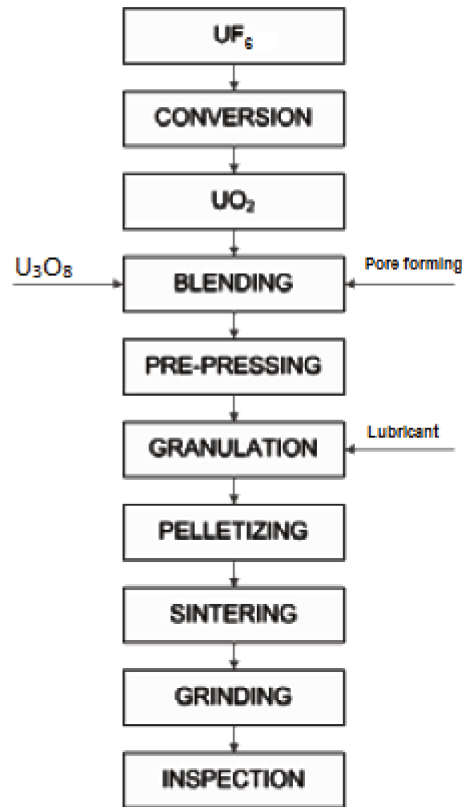 UF₆
CONVERSION
UO₂
U₃O₈
Pore forming
BLENDING
PRE-PRESSING
Lubricant
GRANULATION
PELLETIZING
SINTERING
GRINDING
INSPECTION